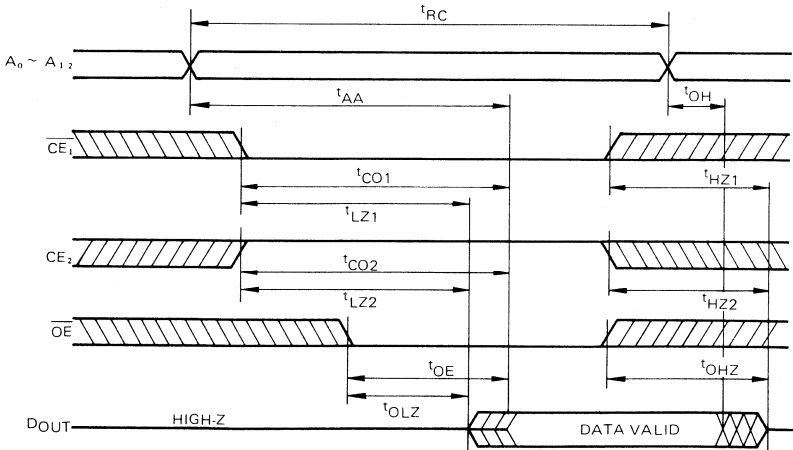 tRC
A0 ~ A12
tAA
tOH
CE1
tCO1
tHZ1
tLZ1
CE2
tCO2
tLZ2
tHZ2
OE
tOE
tOHZ
tOLZ
DOUT
HIGH-Z
DATA VALID